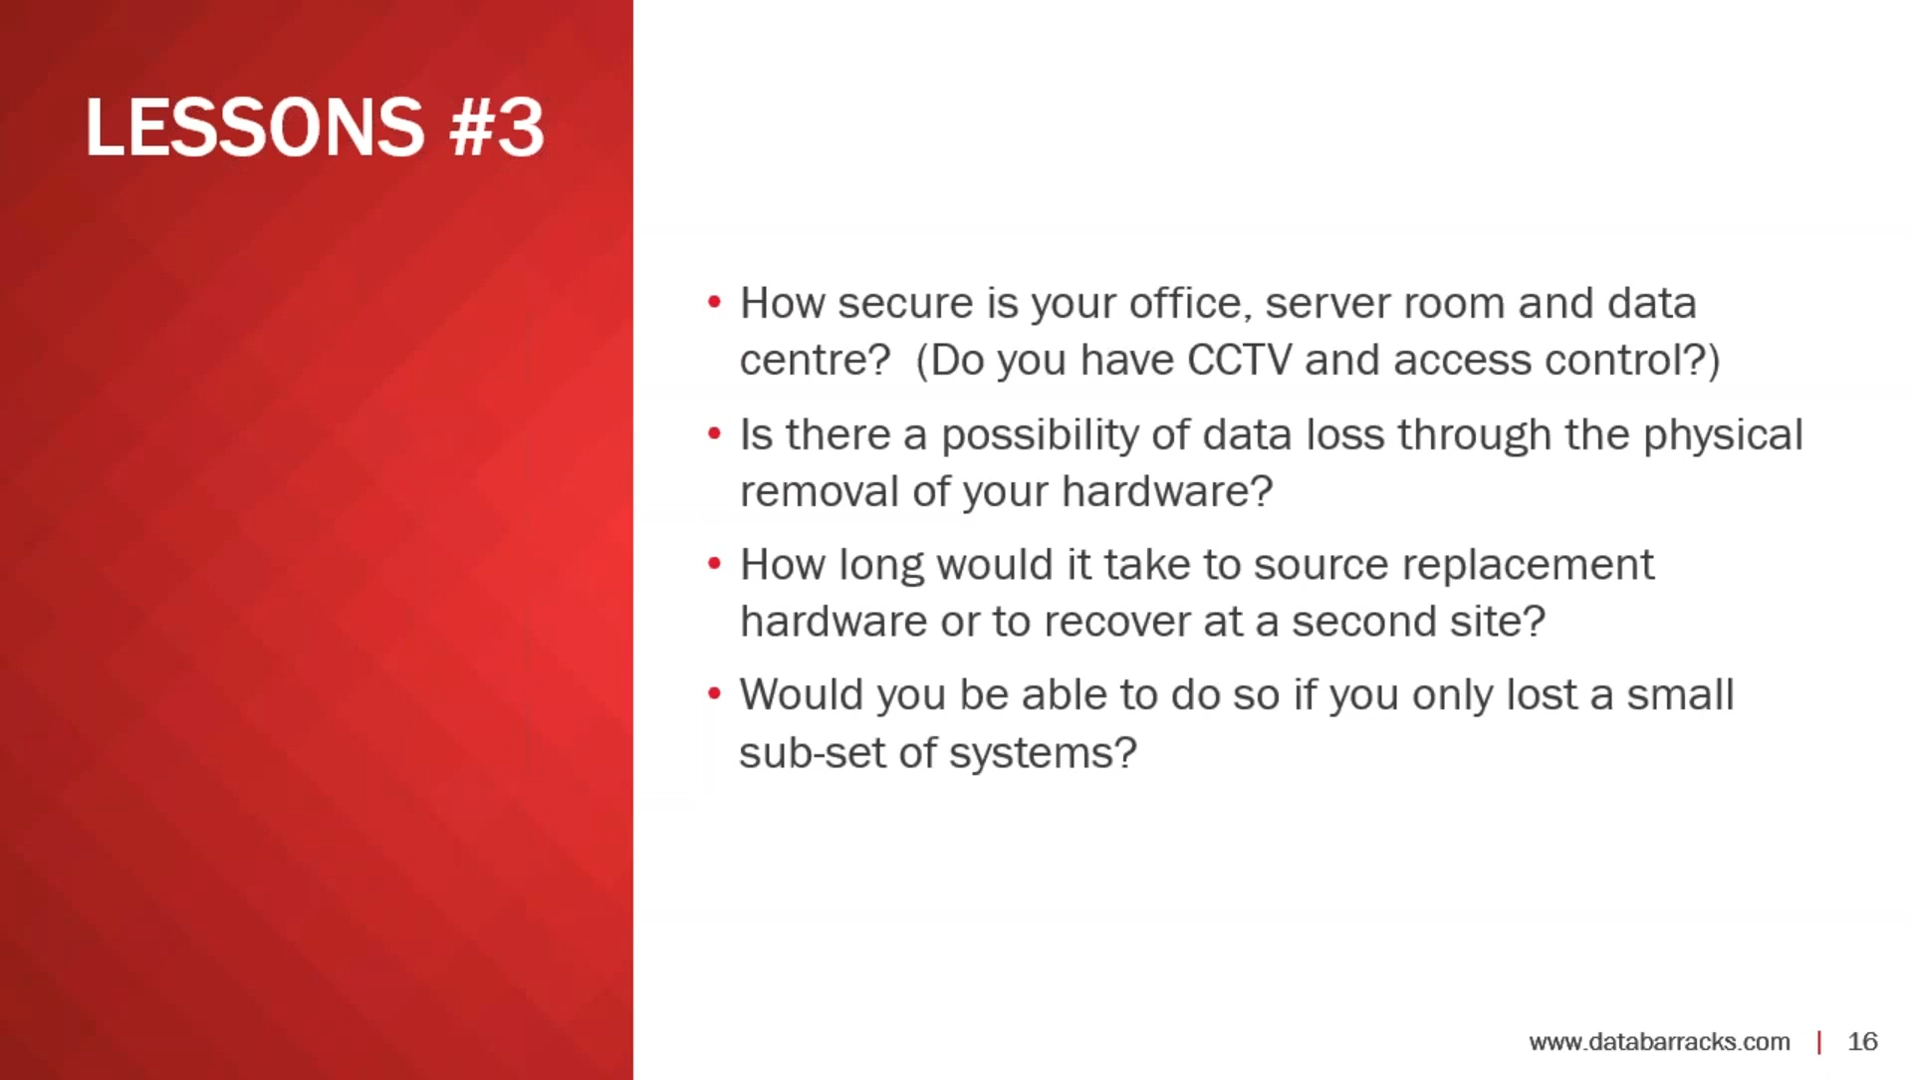 LESSONS #3
• How secure is your office, server room and data
centre?  (Do you have CCTV and access control?)
• Is there a possibility of data loss through the physical
removal of your hardware?
• How long would it take to source replacement
hardware or to recover at a second site?
• Would you be able to do so if you only lost a small
sub-set of systems?
www.databarracks.com | 16